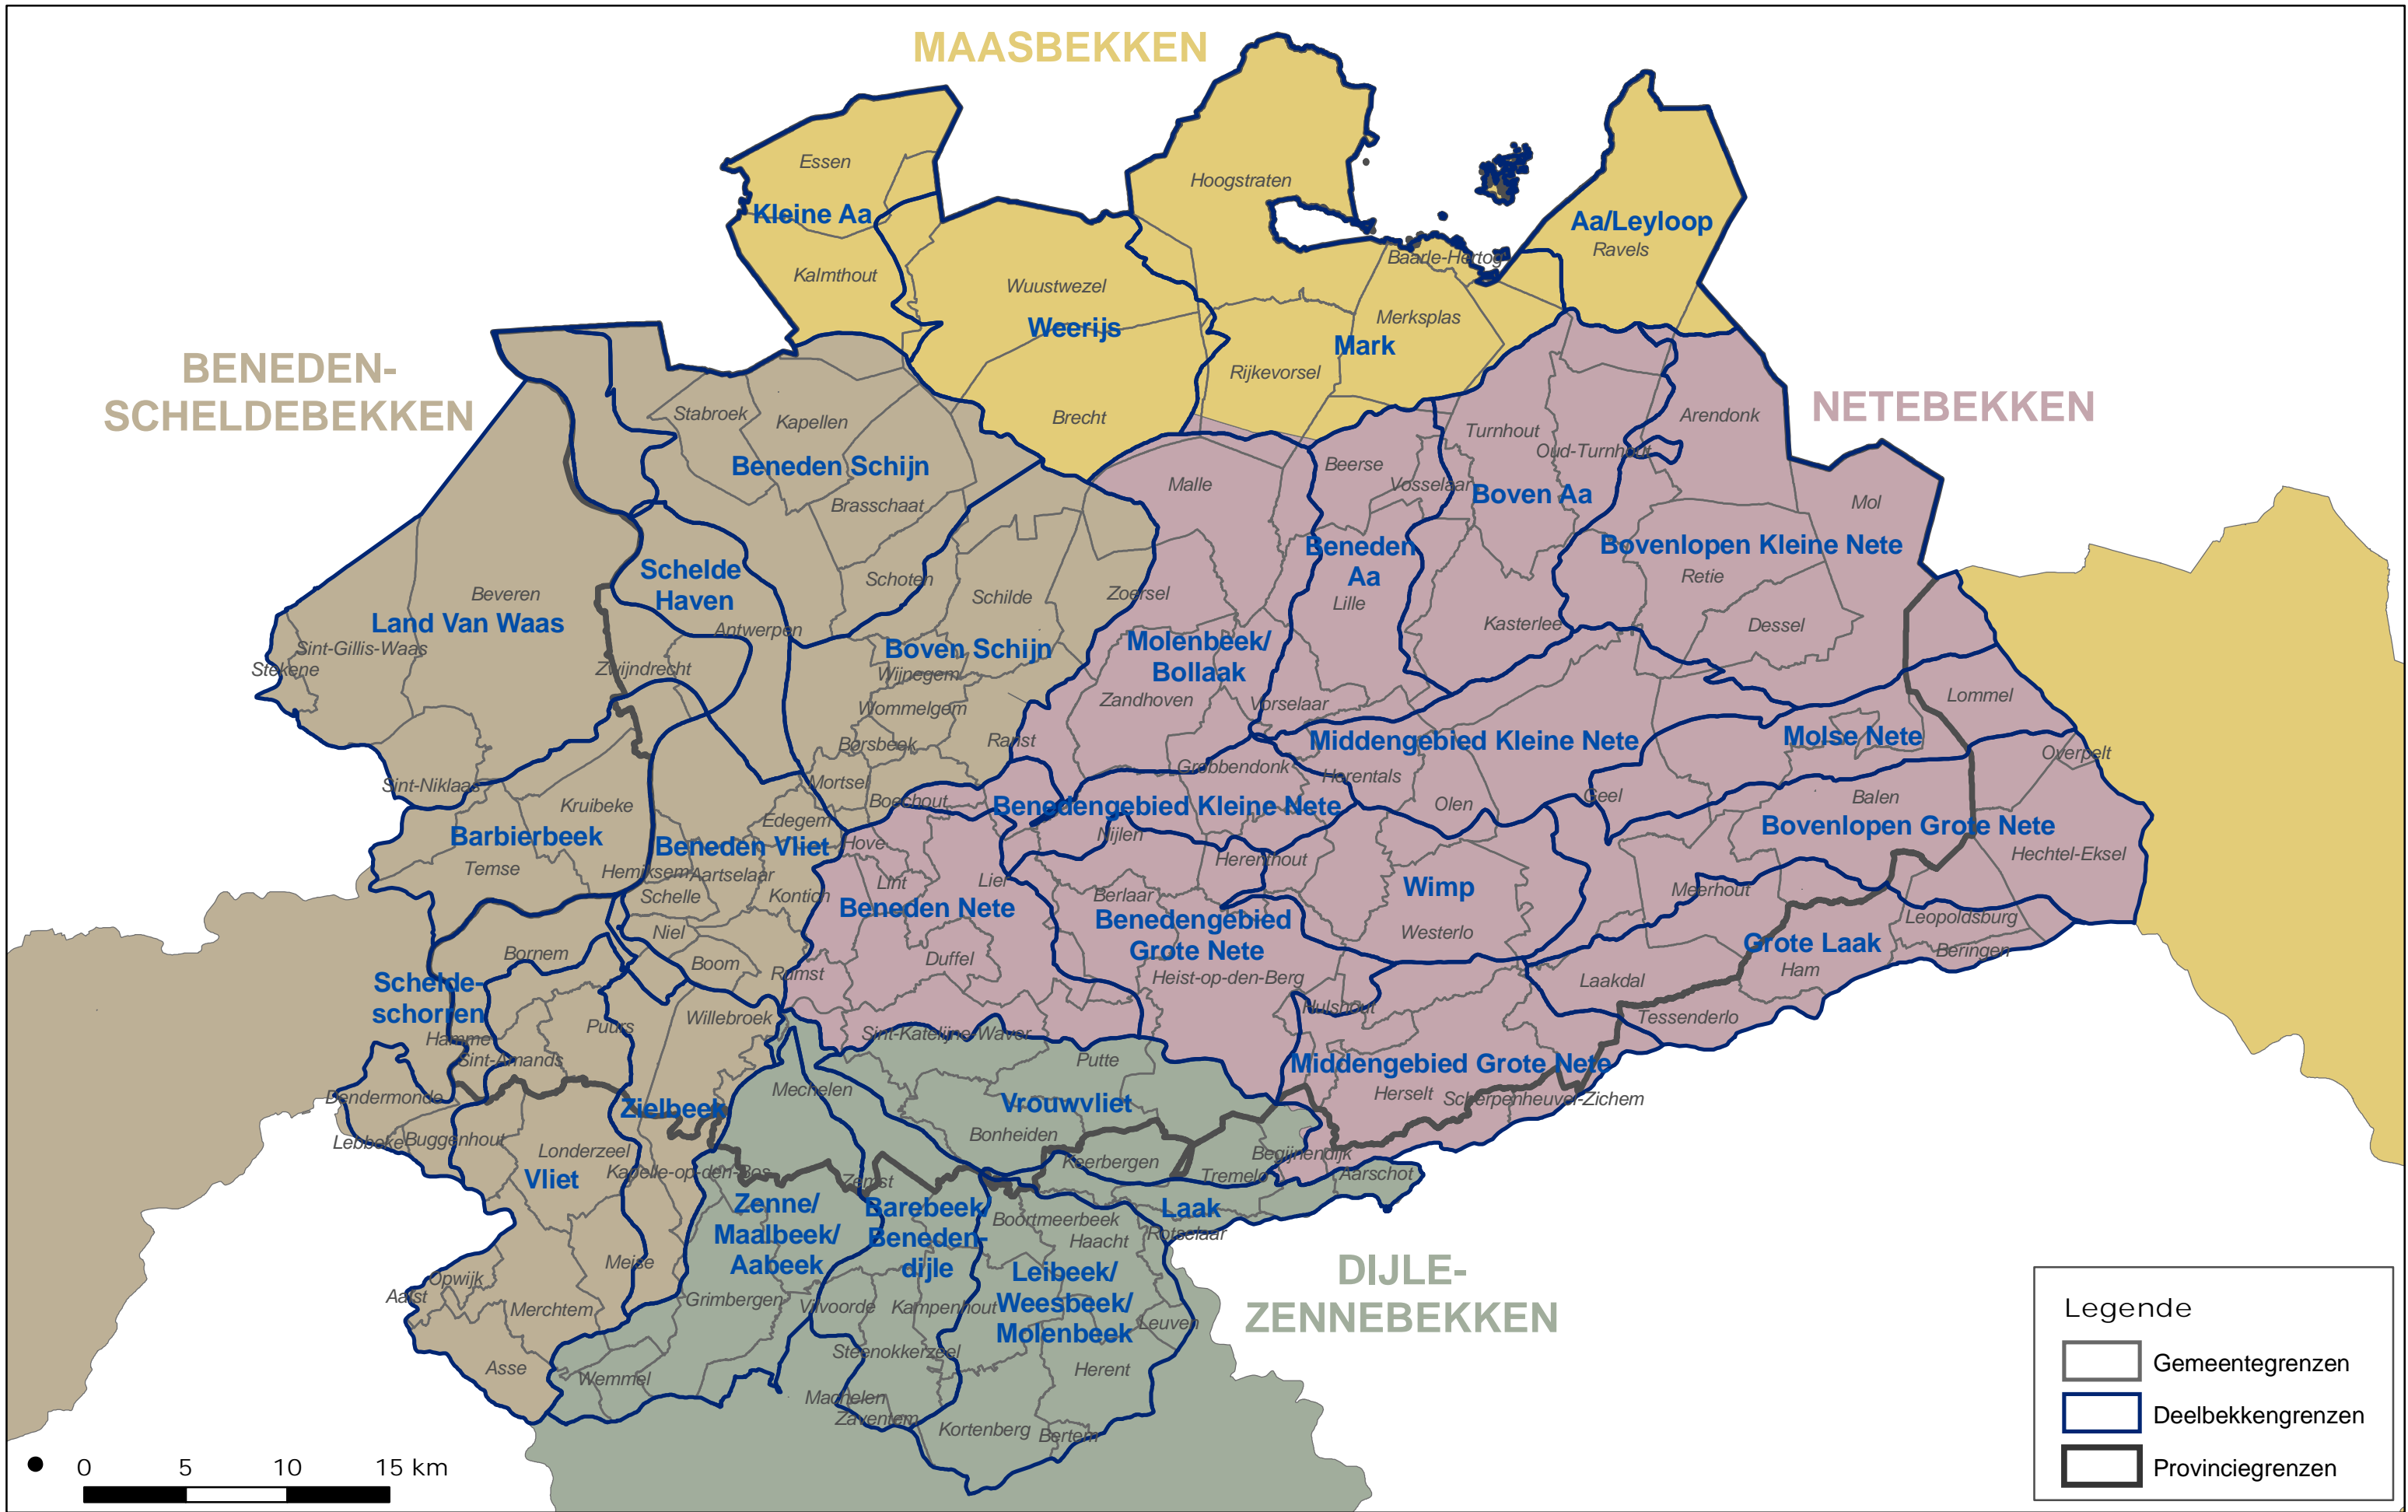 MAASBEKKEN
Essen
Kleine Aa
Kalmthout
Hoogstraten
Aa/Leyloop
Ravels
Baarle-Hertog
Wuustwezel
Weerijs
Merksplas
Mark
Rijkevorsel
Brecht
BENEDEN-
SCHELDEBEKKEN
NETEBEKKEN
Stabroek
Kapellen
Beneden Schijn
Brasschaat
Schoten
Schelde
Haven
Beveren
Land Van Waas
Sint-Gillis-Waas
Stekene
Antwerpen
Zwijndrecht
Schilde
Zoersel
Boven Schijn
Wijnegem
Wommelgem
Borsbeek
Ranst
Mortsel
Boechout
Malle
Beerse
Vosselaar
Turnhout
Oud-Turnhout
Arendonk
Boven Aa
Mol
Beneden
Aa
Lille
Bovenlopen Kleine Nete
Retie
Dessel
Kasterlee
Molenbeek/
Bollaak
Zandhoven
Vorselaar
Lommel
Middengebied Kleine Nete
Molse Nete
Overpelt
Grobbendonk
Herentals
Benedengebied Kleine Nete
Olen
Geel
Balen
Bovenlopen Grote Nete
Hechtel-Eksel
Sint-Niklaas
Kruibeke
Barbierbeek
Temse
Edegem
Beneden Vliet
Hove
Hemiksem
Aartselaar
Schelle
Kontich
Niel
Boom
Rumst
Nijlen
Herenthout
Lint
Lier
Beneden Nete
Berlaar
Benedengebied
Grote Nete
Wimp
Westerlo
Meerhout
Leopoldsburg
Grote Laak
Beringen
Ham
Duffel
Heist-op-den-Berg
Laakdal
Hulshout
Tessenderlo
Bornem
Schelde-
schorren
Hamme
Puurs
Willebroek
Sint-Amands
Sint-Katelijne-Waver
Putte
Middengebied Grote Nete
Herselt
Scherpenheuvel-Zichem
Mechelen
Dendermonde
Zielbeek
Vrouwvliet
Bonheiden
Lebbeke
Buggenhout
Londerzeel
Vliet
Kapelle-op-den-Bos
Zemst
Keerbergen
Tremelo
Begijnendijk
Aarschot
Zenne/
Maalbeek/
Aabeek
Barebeek/
Beneden-
dijle
Boortmeerbeek
Haacht
Laak
Rotselaar
Leibeek/
Weesbeek/
Molenbeek
DIJLE-
ZENNEBEKKEN
Meise
Opwijk
Aalst
Merchtem
Grimbergen
Vilvoorde
Kampenhout
Leuven
Steenokkerzeel
Herent
Asse
Wemmel
Machelen
Zaventem
Kortenberg
Bertem
Legende
Gemeentegrenzen
Deelbekkengrenzen
Provinciegrenzen
0 5 10 15 km